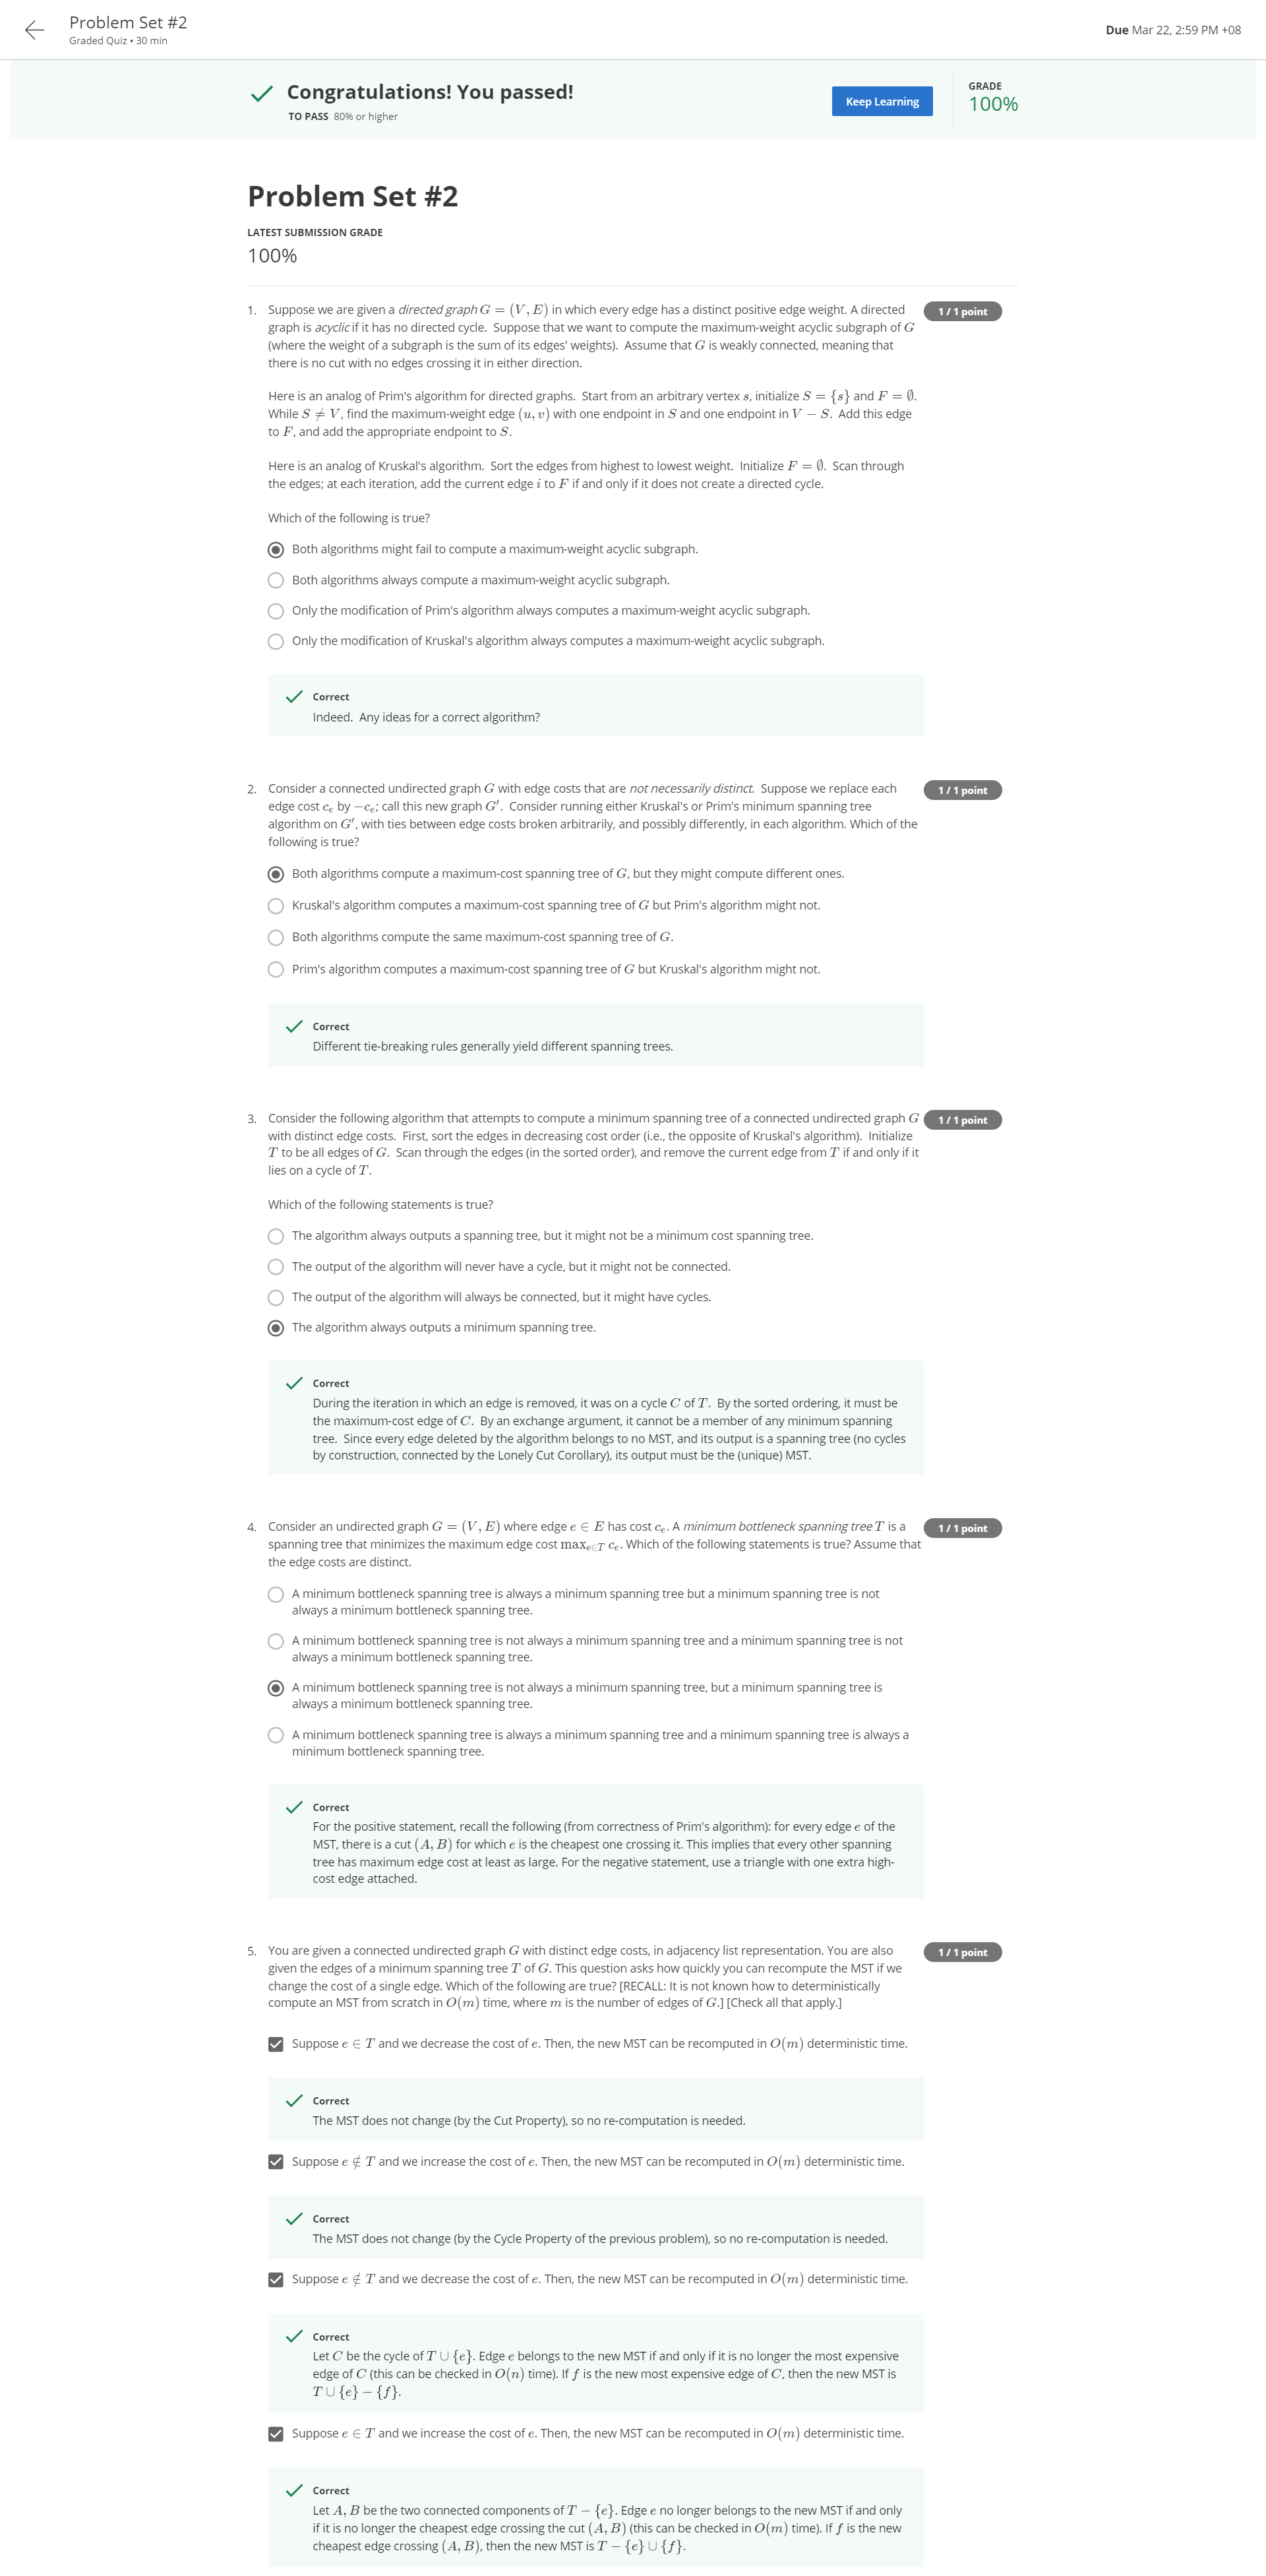 Problem Set #2
Graded Quiz • 30 min
Due Mar 22, 2:59 PM +08
Congratulations! You passed!
TO PASS 80% or higher
Keep Learning
GRADE
100%
Problem Set #2
LATEST SUBMISSION GRADE
100%
1. Suppose we are given a directed graph G = (V, E) in which every edge has a distinct positive edge weight. A directed
1 / 1 point
graph is acyclic if it has no directed cycle. Suppose that we want to compute the maximum-weight acyclic subgraph of G
(where the weight of a subgraph is the sum of its edges' weights). Assume that G is weakly connected, meaning that
there is no cut with no edges crossing it in either direction.
Here is an analog of Prim's algorithm for directed graphs. Start from an arbitrary vertex s, initialize S = {s} and F = ∅.
While S ≠ V, find the maximum-weight edge (u, v) with one endpoint in S and one endpoint in V − S. Add this edge
to F, and add the appropriate endpoint to S.
Here is an analog of Kruskal's algorithm. Sort the edges from highest to lowest weight. Initialize F = ∅. Scan through
the edges; at each iteration, add the current edge i to F if and only if it does not create a directed cycle.
Which of the following is true?
Both algorithms might fail to compute a maximum-weight acyclic subgraph.
Both algorithms always compute a maximum-weight acyclic subgraph.
Only the modification of Prim's algorithm always computes a maximum-weight acyclic subgraph.
Only the modification of Kruskal's algorithm always computes a maximum-weight acyclic subgraph.
Correct
Indeed. Any ideas for a correct algorithm?
2. Consider a connected undirected graph G with edge costs that are not necessarily distinct. Suppose we replace each
1 / 1 point
edge cost cₑ by −cₑ; call this new graph G′. Consider running either Kruskal's or Prim's minimum spanning tree
algorithm on G′, with ties between edge costs broken arbitrarily, and possibly differently, in each algorithm. Which of the
following is true?
Both algorithms compute a maximum-cost spanning tree of G, but they might compute different ones.
Kruskal's algorithm computes a maximum-cost spanning tree of G but Prim's algorithm might not.
Both algorithms compute the same maximum-cost spanning tree of G.
Prim's algorithm computes a maximum-cost spanning tree of G but Kruskal's algorithm might not.
Correct
Different tie-breaking rules generally yield different spanning trees.
3. Consider the following algorithm that attempts to compute a minimum spanning tree of a connected undirected graph G
1 / 1 point
with distinct edge costs. First, sort the edges in decreasing cost order (i.e., the opposite of Kruskal's algorithm). Initialize
T to be all edges of G. Scan through the edges (in the sorted order), and remove the current edge from T if and only if it
lies on a cycle of T.
Which of the following statements is true?
The algorithm always outputs a spanning tree, but it might not be a minimum cost spanning tree.
The output of the algorithm will never have a cycle, but it might not be connected.
The output of the algorithm will always be connected, but it might have cycles.
The algorithm always outputs a minimum spanning tree.
Correct
During the iteration in which an edge is removed, it was on a cycle C of T. By the sorted ordering, it must be
the maximum-cost edge of C. By an exchange argument, it cannot be a member of any minimum spanning
tree. Since every edge deleted by the algorithm belongs to no MST, and its output is a spanning tree (no cycles
by construction, connected by the Lonely Cut Corollary), its output must be the (unique) MST.
4. Consider an undirected graph G = (V, E) where edge e ∈ E has cost cₑ. A minimum bottleneck spanning tree T is a
1 / 1 point
spanning tree that minimizes the maximum edge cost max_{e∈T} cₑ. Which of the following statements is true? Assume that
the edge costs are distinct.
A minimum bottleneck spanning tree is always a minimum spanning tree but a minimum spanning tree is not
always a minimum bottleneck spanning tree.
A minimum bottleneck spanning tree is not always a minimum spanning tree and a minimum spanning tree is not
always a minimum bottleneck spanning tree.
A minimum bottleneck spanning tree is not always a minimum spanning tree, but a minimum spanning tree is
always a minimum bottleneck spanning tree.
A minimum bottleneck spanning tree is always a minimum spanning tree and a minimum spanning tree is always a
minimum bottleneck spanning tree.
Correct
For the positive statement, recall the following (from correctness of Prim's algorithm): for every edge e of the
MST, there is a cut (A, B) for which e is the cheapest one crossing it. This implies that every other spanning
tree has maximum edge cost at least as large. For the negative statement, use a triangle with one extra high-
cost edge attached.
5. You are given a connected undirected graph G with distinct edge costs, in adjacency list representation. You are also
1 / 1 point
given the edges of a minimum spanning tree T of G. This question asks how quickly you can recompute the MST if we
change the cost of a single edge. Which of the following are true? [RECALL: It is not known how to deterministically
compute an MST from scratch in O(m) time, where m is the number of edges of G.] [Check all that apply.]
Suppose e ∈ T and we decrease the cost of e. Then, the new MST can be recomputed in O(m) deterministic time.
Correct
The MST does not change (by the Cut Property), so no re-computation is needed.
Suppose e ∉ T and we increase the cost of e. Then, the new MST can be recomputed in O(m) deterministic time.
Correct
The MST does not change (by the Cycle Property of the previous problem), so no re-computation is needed.
Suppose e ∉ T and we decrease the cost of e. Then, the new MST can be recomputed in O(m) deterministic time.
Correct
Let C be the cycle of T ∪ {e}. Edge e belongs to the new MST if and only if it is no longer the most expensive
edge of C (this can be checked in O(n) time). If f is the new most expensive edge of C, then the new MST is
T ∪ {e} − {f}.
Suppose e ∈ T and we increase the cost of e. Then, the new MST can be recomputed in O(m) deterministic time.
Correct
Let A, B be the two connected components of T − {e}. Edge e no longer belongs to the new MST if and only
if it is no longer the cheapest edge crossing the cut (A, B) (this can be checked in O(m) time). If f is the new
cheapest edge crossing (A, B), then the new MST is T − {e} ∪ {f}.